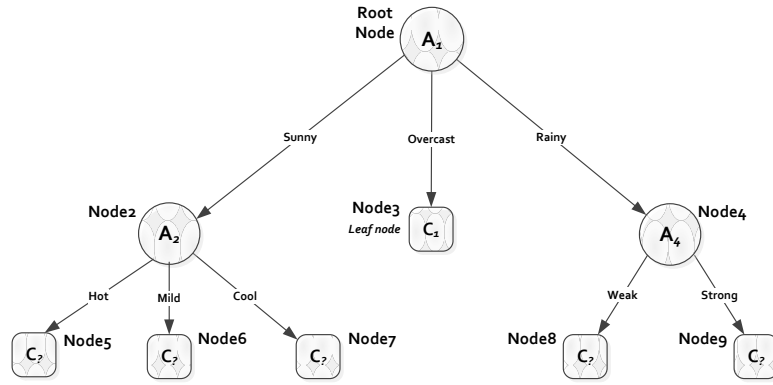 Root
Node
A1
Sunny
Overcast
Rainy
Node2
A2
Node3
Leaf node
C1
Node4
A4
Hot
Mild
Cool
Weak
Strong
Node5
C?
Node6
C?
Node7
C?
Node8
C?
Node9
C?